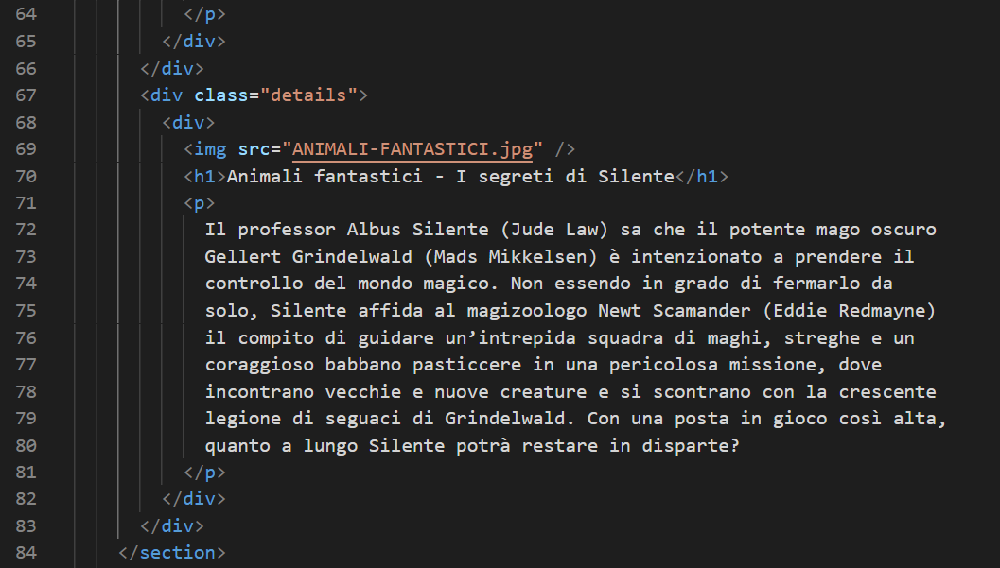 64 </p>
65 </div>
66 </div>
67 <div class="details">
68 <div>
69 <img src="ANIMALI-FANTASTICI.jpg" />
70 <h1>Animali fantastici - I segreti di Silente</h1>
71 <p>
72 Il professor Albus Silente (Jude Law) sa che il potente mago oscuro
73 Gellert Grindelwald (Mads Mikkelsen) è intenzionato a prendere il
74 controllo del mondo magico. Non essendo in grado di fermarlo da
75 solo, Silente affida al magizoologo Newt Scamander (Eddie Redmayne)
76 il compito di guidare un’intrepida squadra di maghi, streghe e un
77 coraggioso babbano pasticcere in una pericolosa missione, dove
78 incontrano vecchie e nuove creature e si scontrano con la crescente
79 legione di seguaci di Grindelwald. Con una posta in gioco così alta,
80 quanto a lungo Silente potrà restare in disparte?
81 </p>
82 </div>
83 </div>
84 </section>